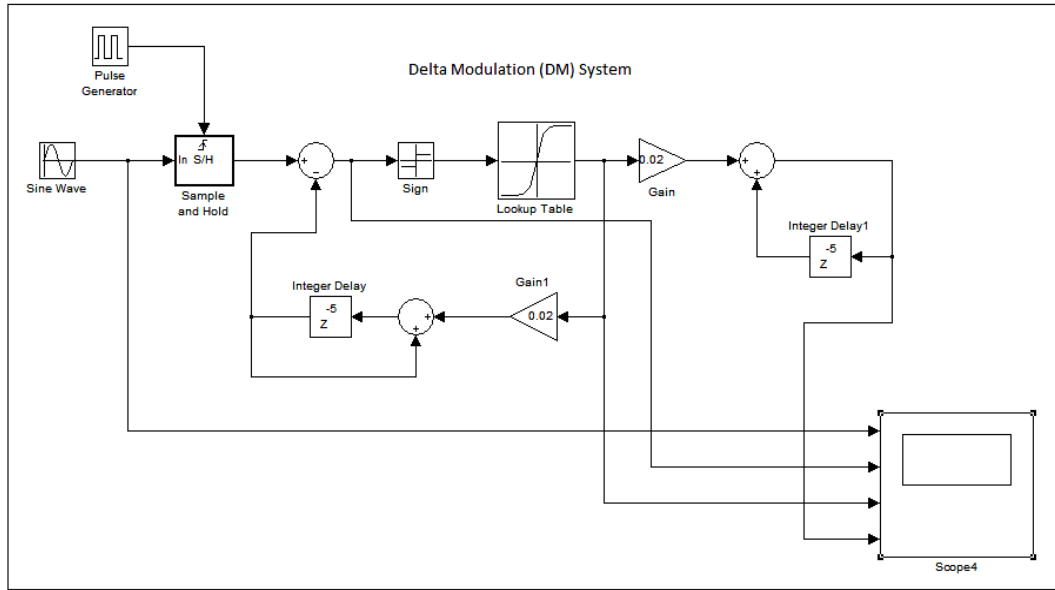 Delta Modulation (DM) System
Pulse
Generator
In S/H
Sine Wave
Sample
and Hold
+
−
Sign
Lookup Table
0.02
Gain
+
+
Integer Delay1
-5
Z
Integer Delay
-5
Z
+
+
Gain1
0.02
Scope4